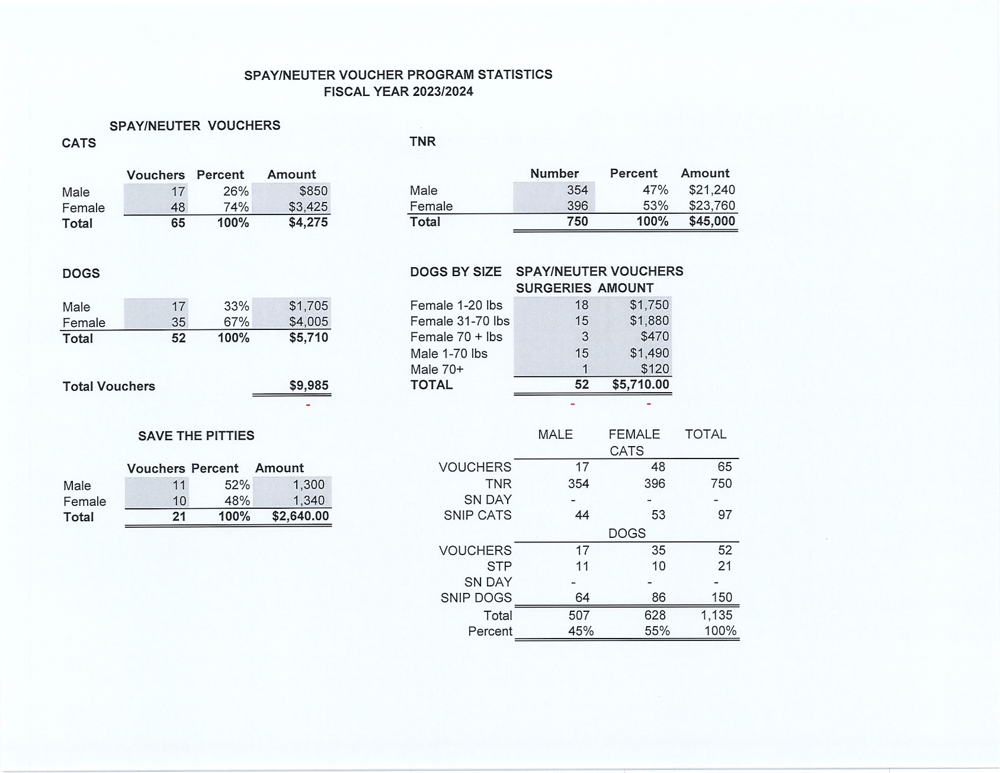 SPAY/NEUTER VOUCHER PROGRAM STATISTICS
FISCAL YEAR 2023/2024
SPAY/NEUTER VOUCHERS
CATS
Vouchers Percent Amount
Male 17 26% $850
Female 48 74% $3,425
Total 65 100% $4,275
DOGS
Male 17 33% $1,705
Female 35 67% $4,005
Total 52 100% $5,710
Total Vouchers $9,985
-
SAVE THE PITTIES
Vouchers Percent Amount
Male 11 52% 1,300
Female 10 48% 1,340
Total 21 100% $2,640.00
TNR
Number Percent Amount
Male 354 47% $21,240
Female 396 53% $23,760
Total 750 100% $45,000
DOGS BY SIZE SPAY/NEUTER VOUCHERS
SURGERIES AMOUNT
Female 1-20 lbs 18 $1,750
Female 31-70 lbs 15 $1,880
Female 70 + lbs 3 $470
Male 1-70 lbs 15 $1,490
Male 70+ 1 $120
TOTAL 52 $5,710.00
- -
MALE FEMALE TOTAL
CATS
VOUCHERS 17 48 65
TNR 354 396 750
SN DAY - - -
SNIP CATS 44 53 97
DOGS
VOUCHERS 17 35 52
STP 11 10 21
SN DAY - - -
SNIP DOGS 64 86 150
Total 507 628 1,135
Percent 45% 55% 100%